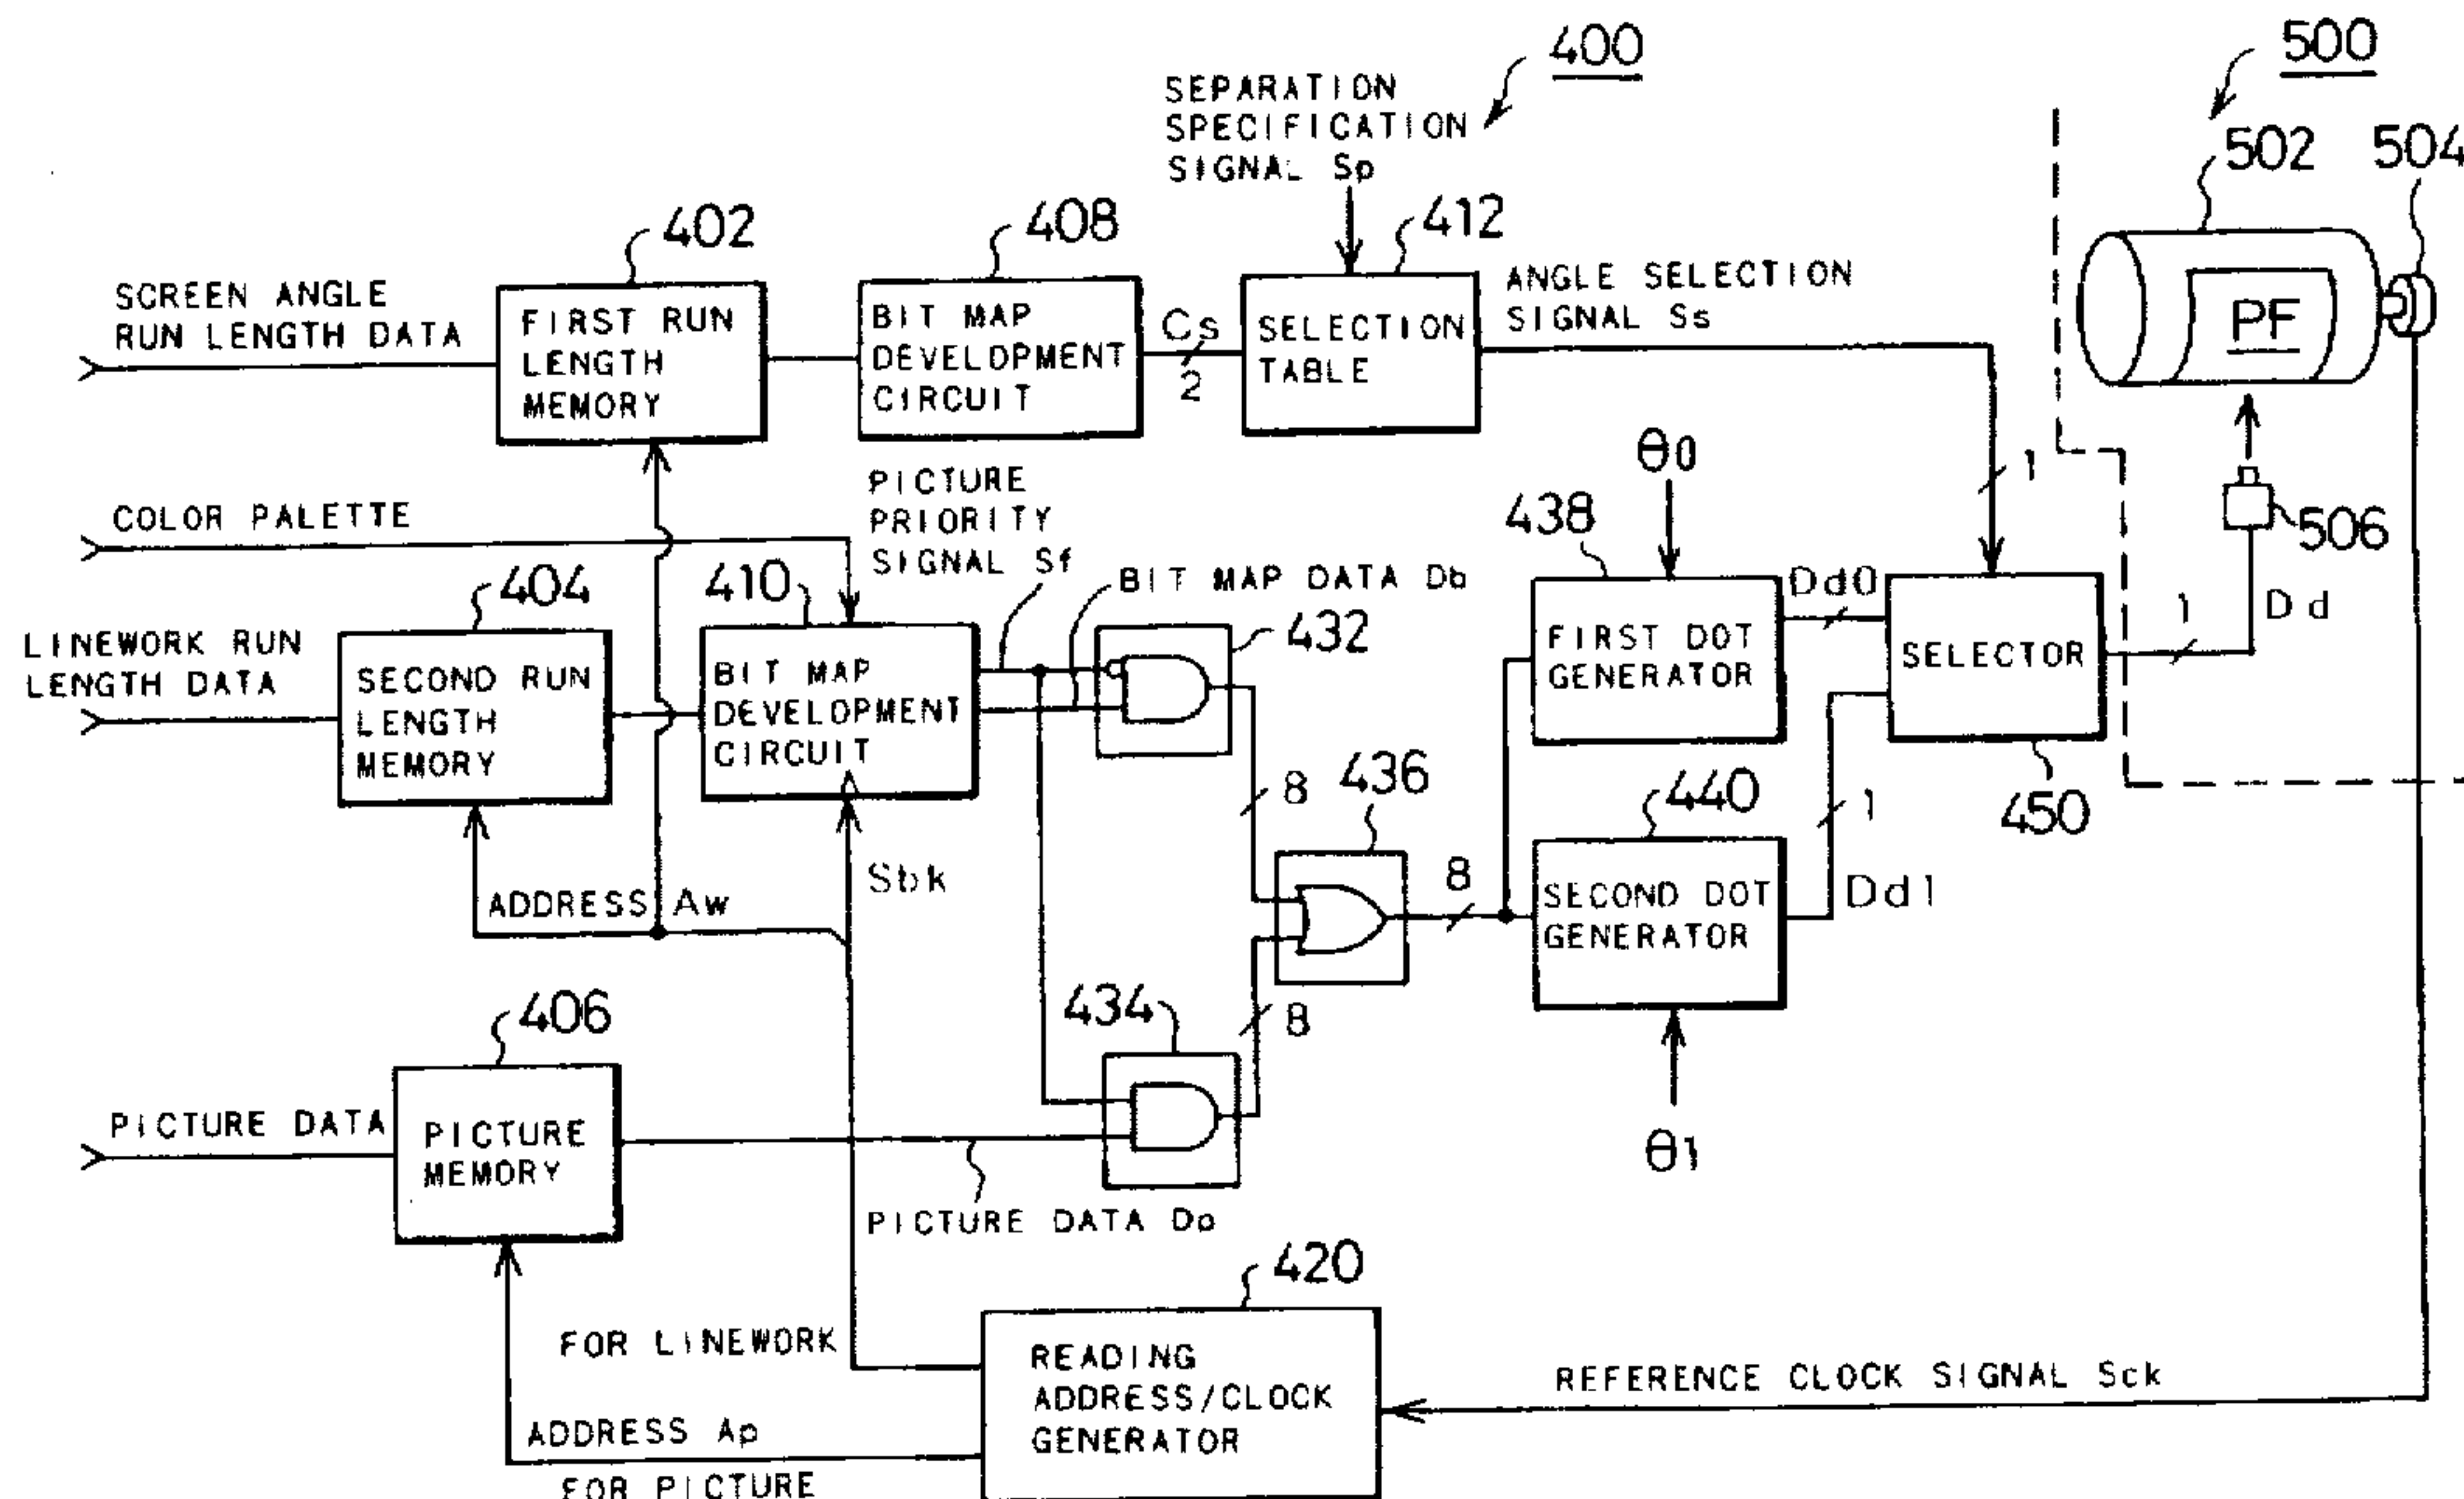 400
500
SEPARATION
SPECIFICATION
SIGNAL Sp
502
504
402
408
412
SCREEN ANGLE
RUN LENGTH DATA
FIRST RUN
LENGTH
MEMORY
BIT MAP
DEVELOPMENT
CIRCUIT
Cs
2
SELECTION
TABLE
ANGLE SELECTION
SIGNAL Ss
PF
1
506
COLOR PALETTE
PICTURE
PRIORITY
SIGNAL Sf
BIT MAP DATA Db
θ0
438
404
410
432
LINEWORK RUN
LENGTH DATA
SECOND RUN
LENGTH
MEMORY
BIT MAP
DEVELOPMENT
CIRCUIT
FIRST DOT
GENERATOR
Dd0
SELECTOR
1
Dd
450
8
436
440
1
ADDRESS Aw
Sbk
8
SECOND DOT
GENERATOR
Dd1
434
8
406
θ1
PICTURE DATA
PICTURE
MEMORY
PICTURE DATA Dp
420
FOR LINEWORK
READING
ADDRESS/CLOCK
GENERATOR
REFERENCE CLOCK SIGNAL Sck
ADDRESS Ap
FOR PICTURE